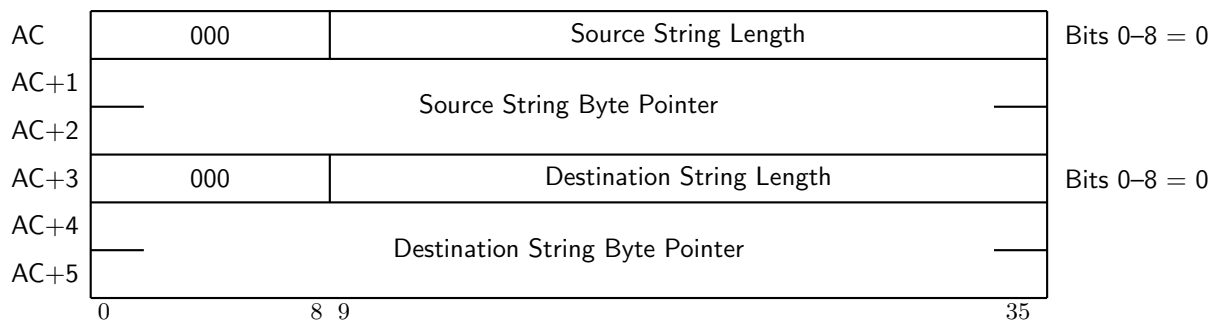 AC 000 Source String Length Bits 0–8 = 0
AC+1
Source String Byte Pointer
AC+2
AC+3 000 Destination String Length Bits 0–8 = 0
AC+4
Destination String Byte Pointer
AC+5
0 8 9 35